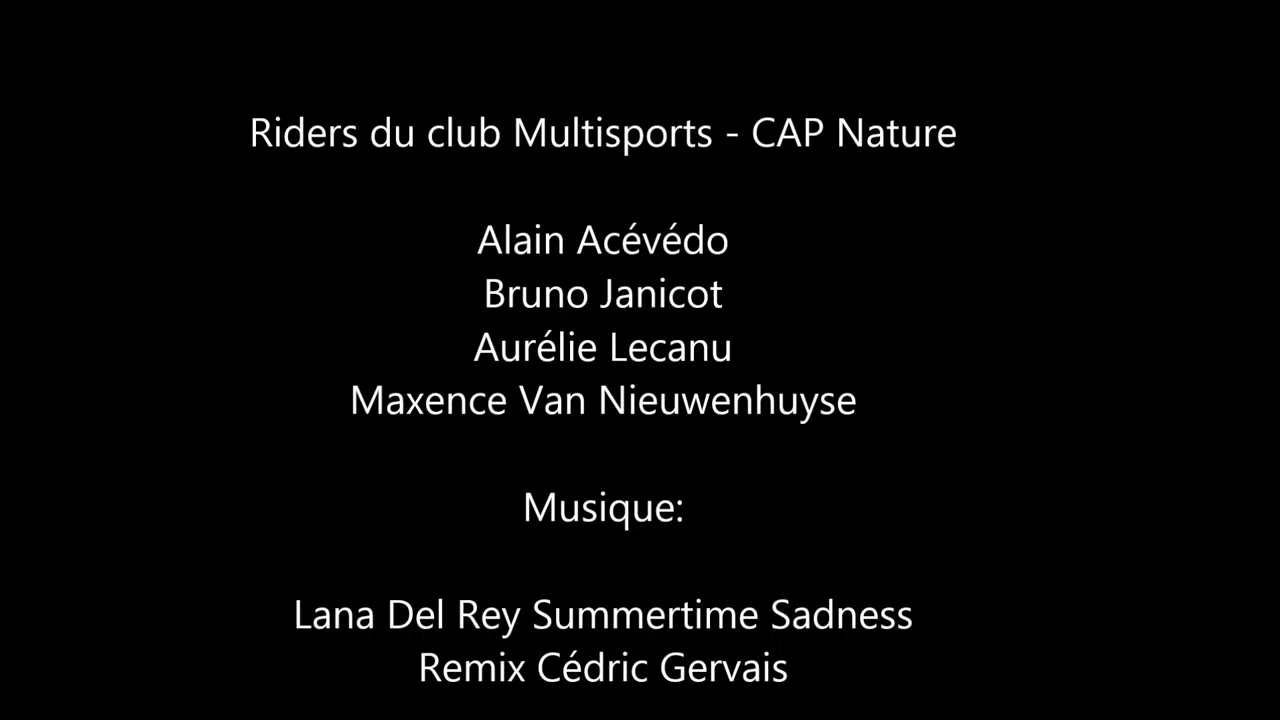 Riders du club Multisports - CAP Nature
Alain Acévédo
Bruno Janicot
Aurélie Lecanu
Maxence Van Nieuwenhuyse
Musique:
Lana Del Rey Summertime Sadness
Remix Cédric Gervais